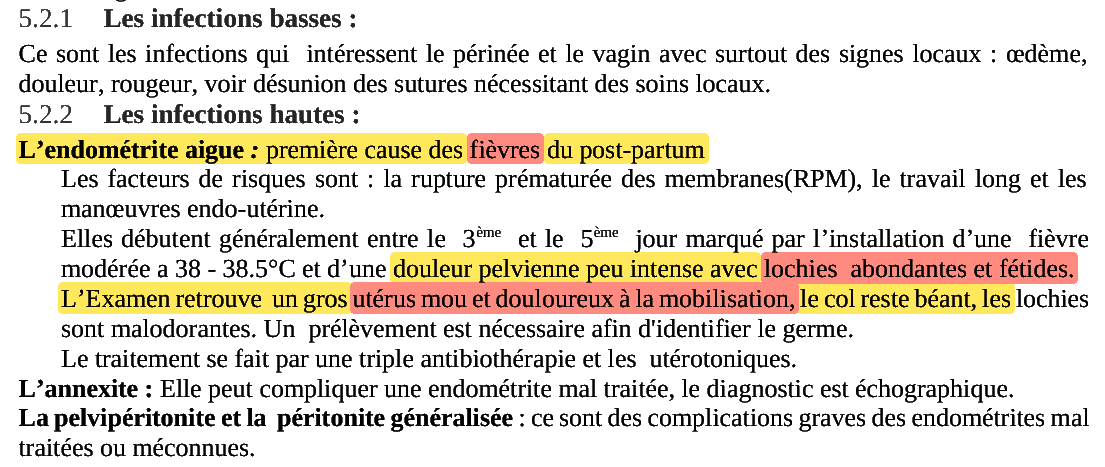 5.2.1 Les infections basses :
Ce sont les infections qui intéressent le périnée et le vagin avec surtout des signes locaux : œdème,
douleur, rougeur, voir désunion des sutures nécessitant des soins locaux.
5.2.2 Les infections hautes :
L’endométrite aigue : première cause des fièvres du post-partum
Les facteurs de risques sont : la rupture prématurée des membranes(RPM), le travail long et les
manœuvres endo-utérine.
Elles débutent généralement entre le 3ème et le 5ème jour marqué par l’installation d’une fièvre
modérée a 38 - 38.5°C et d’une douleur pelvienne peu intense avec lochies abondantes et fétides.
L’Examen retrouve un gros utérus mou et douloureux à la mobilisation, le col reste béant, les lochies
sont malodorantes. Un prélèvement est nécessaire afin d'identifier le germe.
Le traitement se fait par une triple antibiothérapie et les utérotoniques.
L’annexite : Elle peut compliquer une endométrite mal traitée, le diagnostic est échographique.
La pelvipéritonite et la péritonite généralisée : ce sont des complications graves des endométrites mal
traitées ou méconnues.